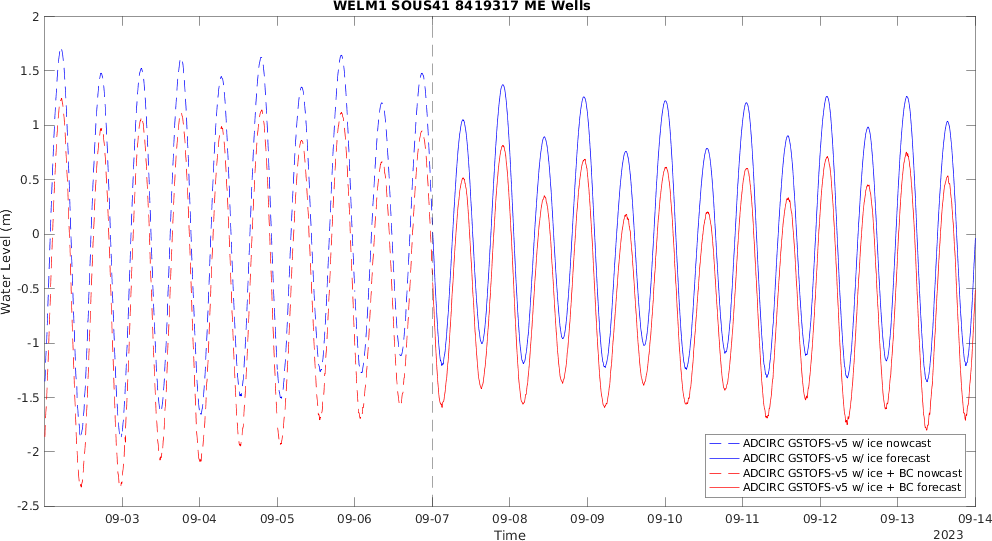 WELM1 SOUS41 8419317 ME Wells
2
1.5
1
0.5
0
-0.5
-1
-1.5
-2
-2.5
Water Level (m)
09-03 09-04 09-05 09-06 09-07 09-08 09-09 09-10 09-11 09-12 09-13 09-14
Time
2023
ADCIRC GSTOFS-v5 w/ ice nowcast
ADCIRC GSTOFS-v5 w/ ice forecast
ADCIRC GSTOFS-v5 w/ ice + BC nowcast
ADCIRC GSTOFS-v5 w/ ice + BC forecast